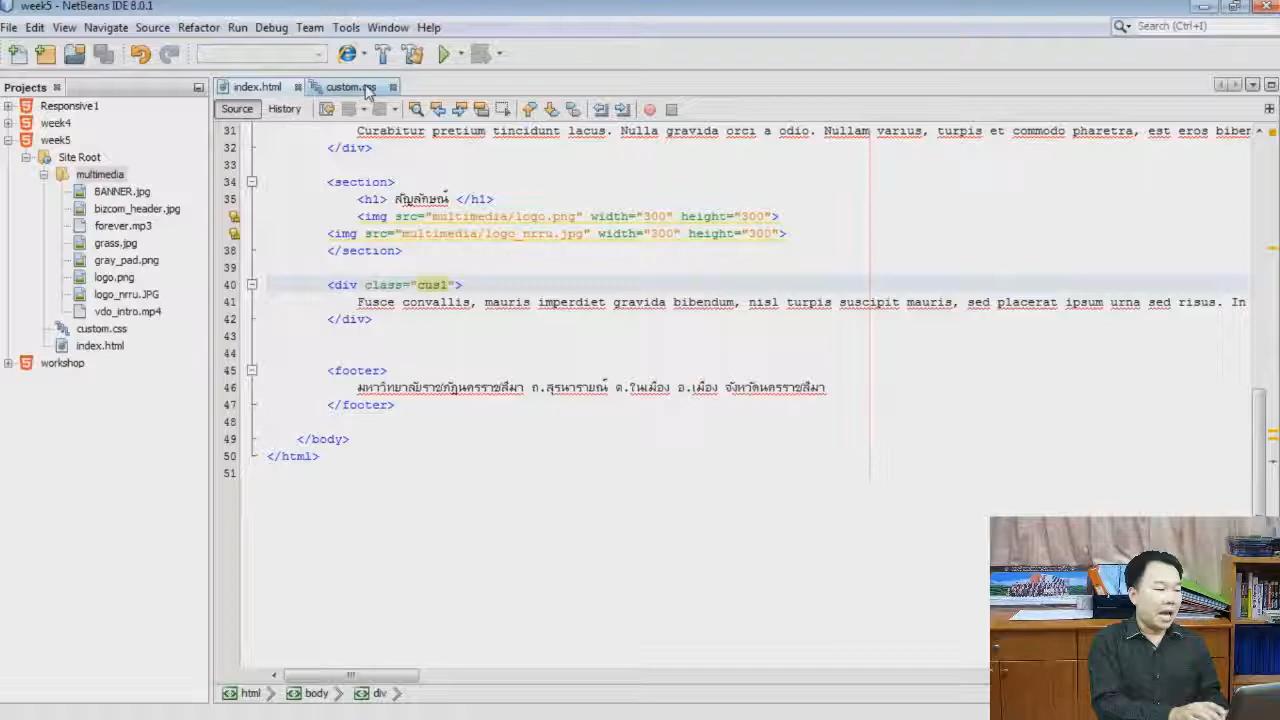 week5 - NetBeans IDE 8.0.1
File Edit View Navigate Source Refactor Run Debug Team Tools Window Help
Search (Ctrl+I)
Projects
index.html custom.css
Source History
Responsive1
week4
week5
Site Root
multimedia
BANNER.jpg
bizcom_header.jpg
forever.mp3
grass.jpg
gray_pad.png
logo.png
logo_nrru.JPG
vdo_intro.mp4
custom.css
index.html
workshop
31 Curabitur pretium tincidunt lacus. Nulla gravida orci a odio. Nullam varius, turpis et commodo pharetra, est eros biben
32 </div>
33
34 <section>
35 <h1> สัญลักษณ์ </h1>
<img src="multimedia/logo.png" width="300" height="300">
<img src="multimedia/logo_nrru.jpg" width="300" height="300">
38 </section>
39
40 <div class="cus1">
41 Fusce convallis, mauris imperdiet gravida bibendum, nisl turpis suscipit mauris, sed placerat ipsum urna sed risus. In
42 </div>
43
44
45 <footer>
46 มหาวิทยาลัยราชภัฏนครราชสีมา ถ.สุรนารายณ์ ต.ในเมือง อ.เมือง จังหวัดนครราชสีมา
47 </footer>
48
49 </body>
50 </html>
51
html body div